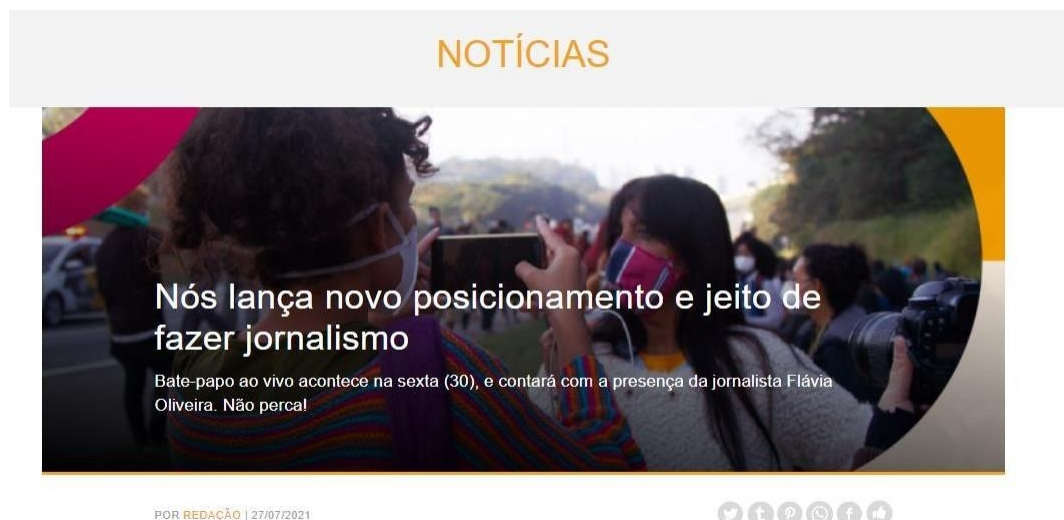 NOTÍCIAS
Nós lança novo posicionamento e jeito de
fazer jornalismo
Bate-papo ao vivo acontece na sexta (30), e contará com a presença da jornalista Flávia
Oliveira. Não perca!
POR REDAÇÃO | 27/07/2021